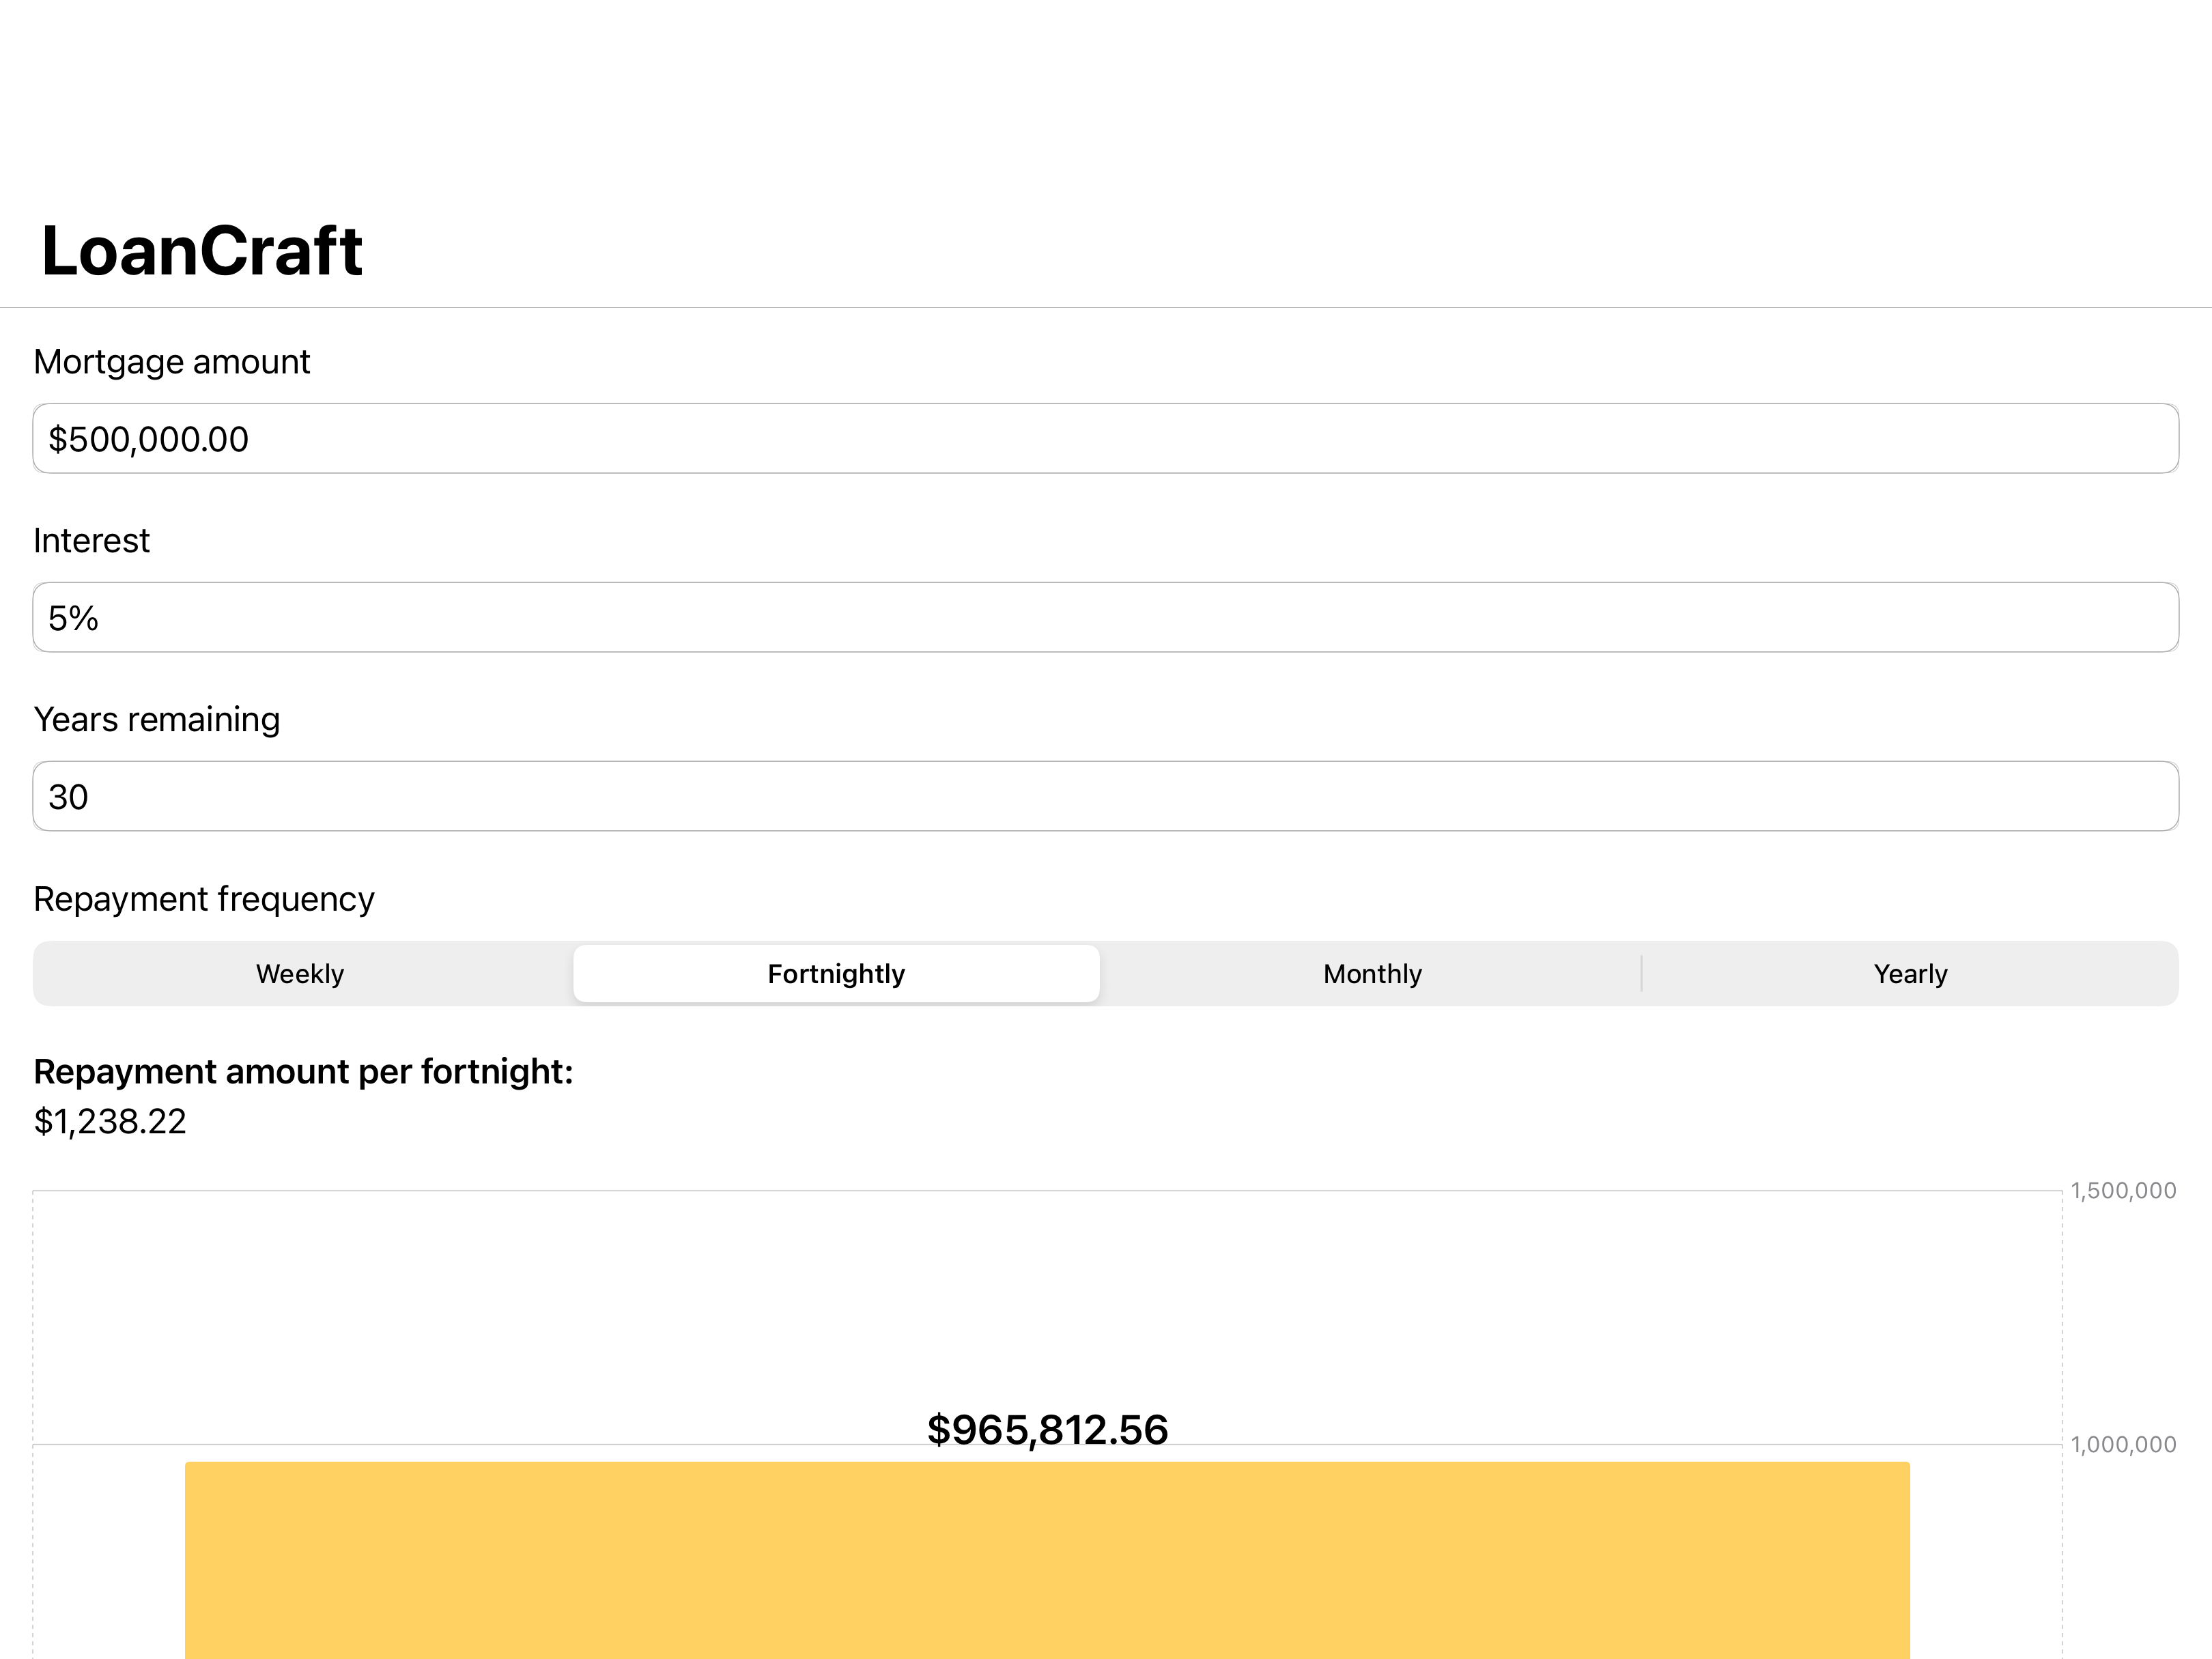 LoanCraft
Mortgage amount
$500,000.00
Interest
5%
Years remaining
30
Repayment frequency
Weekly Fortnightly Monthly Yearly
Repayment amount per fortnight:
$1,238.22
1,500,000
$965,812.56
1,000,000